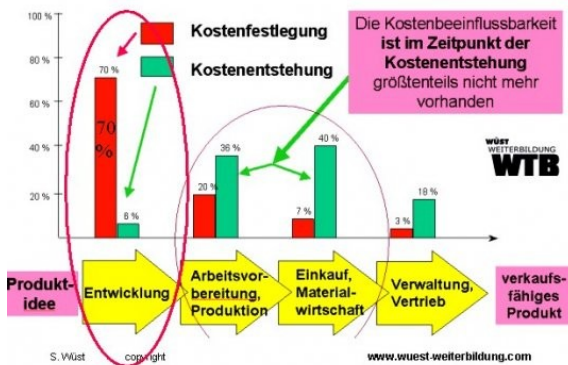 100 %
80 %
60 %
40 %
20 %
Kostenfestlegung
Kostenentstehung
Die Kostenbeeinflussbarkeit
ist im Zeitpunkt der
Kostenentstehung
größtenteils nicht mehr
vorhanden
WÜST
WEITERBILDUNG
WTB
70 %
70
%
6 %
20 %
36 %
7 %
40 %
3 %
18 %
Produkt-
idee
Entwicklung
Arbeitsvor-
bereitung,
Produktion
Einkauf,
Material-
wirtschaft
Verwaltung,
Vertrieb
verkaufs-
fähiges
Produkt
S. Wüst copyright www.wuest-weiterbildung.com